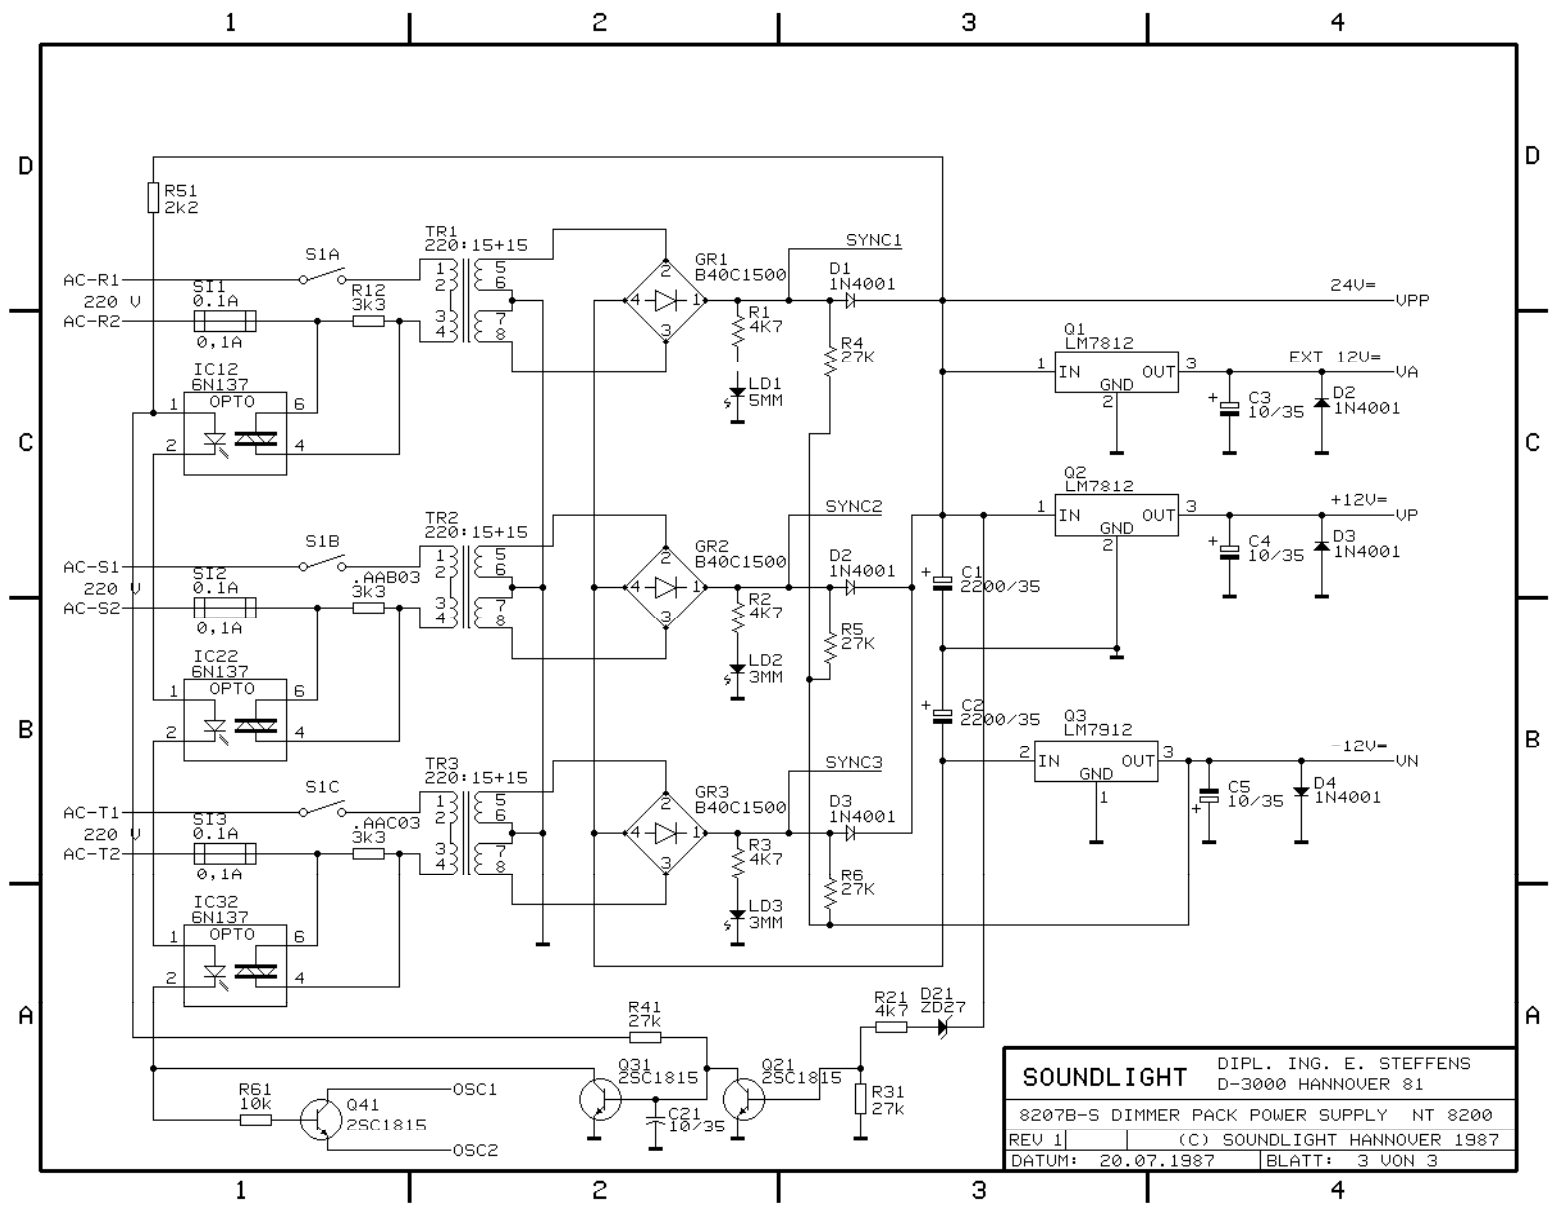 1 2 3 4
D D
R51
2k2
TR1
220:15+15
S1A
AC-R1
220 V
AC-R2
SI1
0.1A
0,1A
R12
3k3
1
2
3
4
5
6
7
8
2
4
1
3
GR1
B40C1500
SYNC1
D1
1N4001
R1
4K7
R4
27K
LD1
5MM
24V=
VPP
Q1
LM7812
1 IN OUT 3
GND
2
EXT 12V=
VA
C3
10/35
+
D2
1N4001
IC12
6N137
OPTO
1
6
2
4
C C
TR2
220:15+15
S1B
AC-S1
220 V
AC-S2
SI2
0.1A
0,1A
.AAB03
3k3
1
2
3
4
5
6
7
8
2
4
1
3
GR2
B40C1500
SYNC2
D2
1N4001
R2
4K7
R5
27K
LD2
3MM
Q2
LM7812
1 IN OUT 3
GND
2
+12V=
VP
C4
10/35
+
D3
1N4001
C1
2200/35
+
C2
2200/35
+
IC22
6N137
OPTO
1
6
2
4
B B
TR3
220:15+15
S1C
AC-T1
220 V
AC-T2
SI3
0.1A
0,1A
.AAC03
3k3
1
2
3
4
5
6
7
8
2
4
1
3
GR3
B40C1500
SYNC3
D3
1N4001
R3
4K7
R6
27K
LD3
3MM
Q3
LM7912
2 IN OUT 3
GND
1
-12V=
VN
C5
10/35
+
D4
1N4001
IC32
6N137
OPTO
1
6
2
4
A A
R41
27k
R21
4k7
D21
ZD27
Q31
2SC1815
Q21
2SC1815
C21
10/35
R31
27k
R61
10k
Q41
2SC1815
OSC1
OSC2
SOUNDLIGHT
DIPL. ING. E. STEFFENS
D-3000 HANNOVER 81
8207B-S DIMMER PACK POWER SUPPLY NT 8200
REV 1 (C) SOUNDLIGHT HANNOVER 1987
DATUM: 20.07.1987 BLATT: 3 VON 3
1 2 3 4